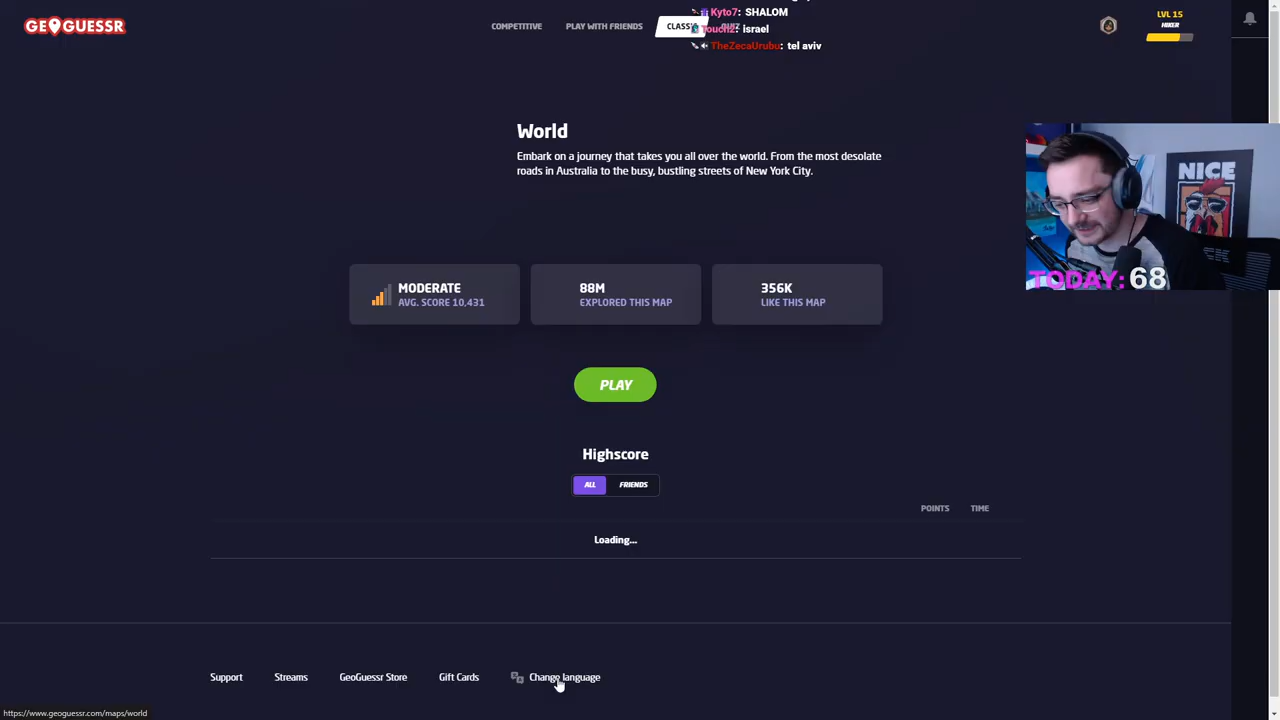 GEOGUESSR
COMPETITIVE
PLAY WITH FRIENDS
Kyto7: SHALOM
israel
TheZecaUrubu: tel aviv
LVL 15
HIKER
World
Embark on a journey that takes you all over the world. From the most desolate
roads in Australia to the busy, bustling streets of New York City.
NICE
TODAY: 68
MODERATE
AVG. SCORE 10,431
88M
EXPLORED THIS MAP
356K
LIKE THIS MAP
PLAY
Highscore
ALL
FRIENDS
POINTS
TIME
Loading...
Support
Streams
GeoGuessr Store
Gift Cards
Change language
https://www.geoguessr.com/maps/world